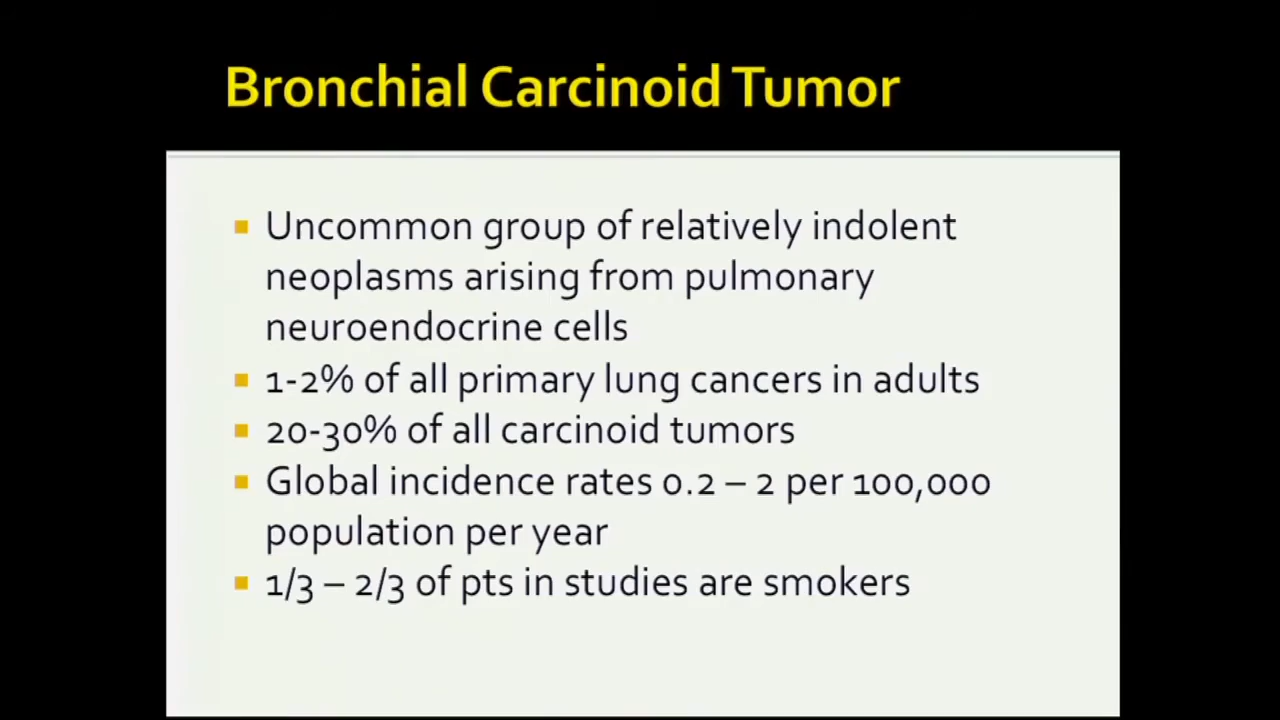 Bronchial Carcinoid Tumor
Uncommon group of relatively indolent
neoplasms arising from pulmonary
neuroendocrine cells
1-2% of all primary lung cancers in adults
20-30% of all carcinoid tumors
Global incidence rates 0.2 – 2 per 100,000
population per year
1/3 – 2/3 of pts in studies are smokers